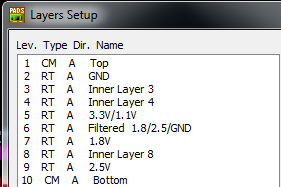 PADS
Layers Setup
Lev. Type Dir. Name
1 CM A Top
2 RT A GND
3 RT A Inner Layer 3
4 RT A Inner Layer 4
5 RT A 3.3V/1.1V
6 RT A Filtered 1.8/2.5/GND
7 RT A 1.8V
8 RT A Inner Layer 8
9 RT A 2.5V
10 CM A Bottom